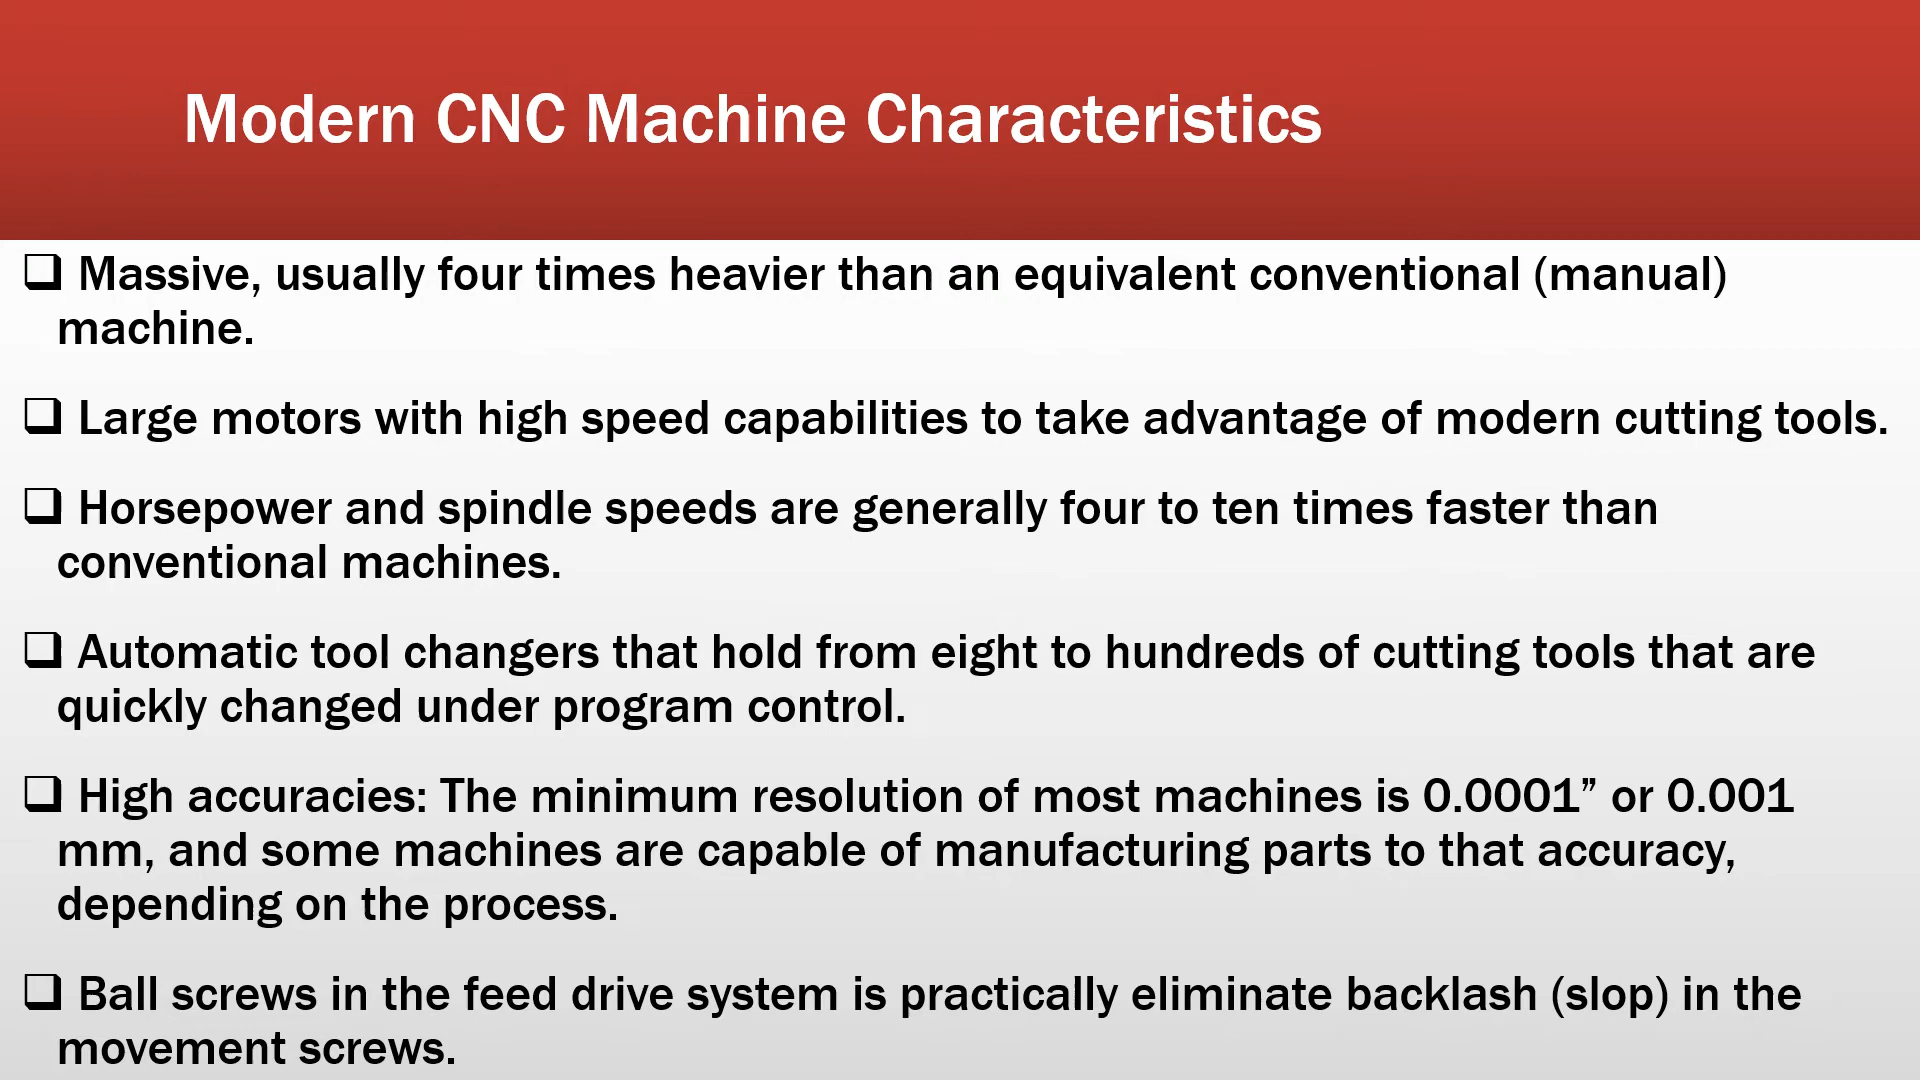 Modern CNC Machine Characteristics
❑ Massive, usually four times heavier than an equivalent conventional (manual)
machine.
❑ Large motors with high speed capabilities to take advantage of modern cutting tools.
❑ Horsepower and spindle speeds are generally four to ten times faster than
conventional machines.
❑ Automatic tool changers that hold from eight to hundreds of cutting tools that are
quickly changed under program control.
❑ High accuracies: The minimum resolution of most machines is 0.0001” or 0.001
mm, and some machines are capable of manufacturing parts to that accuracy,
depending on the process.
❑ Ball screws in the feed drive system is practically eliminate backlash (slop) in the
movement screws.